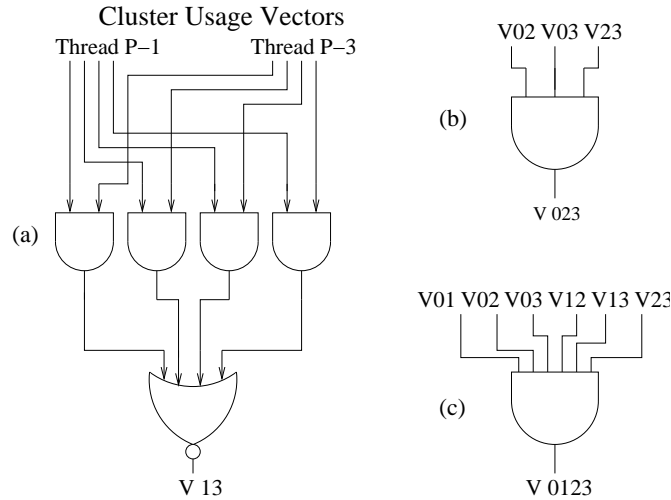 Cluster Usage Vectors
Thread P−1 Thread P−3
(a)
V 13
V02 V03 V23
(b)
V 023
V01 V02 V03 V12 V13 V23
(c)
V 0123